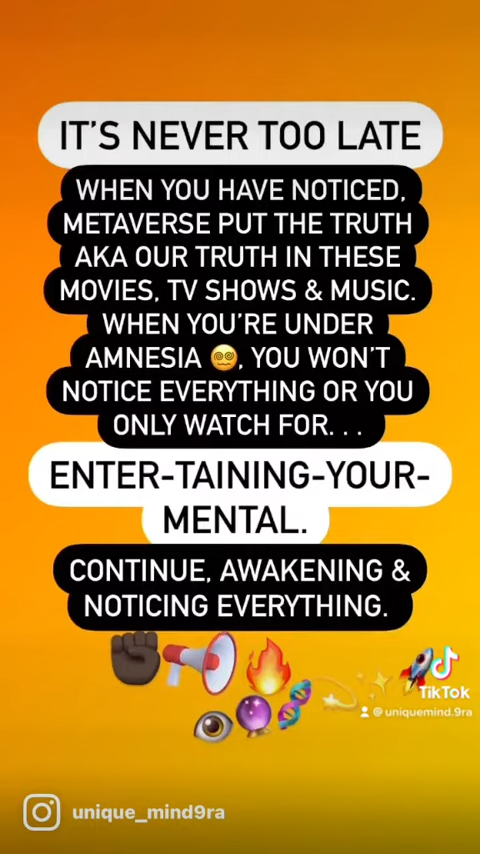 IT'S NEVER TOO LATE
WHEN YOU HAVE NOTICED,
METAVERSE PUT THE TRUTH
AKA OUR TRUTH IN THESE
MOVIES, TV SHOWS & MUSIC.
WHEN YOU'RE UNDER
AMNESIA 😵‍💫, YOU WON'T
NOTICE EVERYTHING OR YOU
ONLY WATCH FOR. . .
ENTER-TAINING-YOUR-
MENTAL.
CONTINUE, AWAKENING &
NOTICING EVERYTHING.
TikTok
@uniquemind.9ra
unique_mind9ra